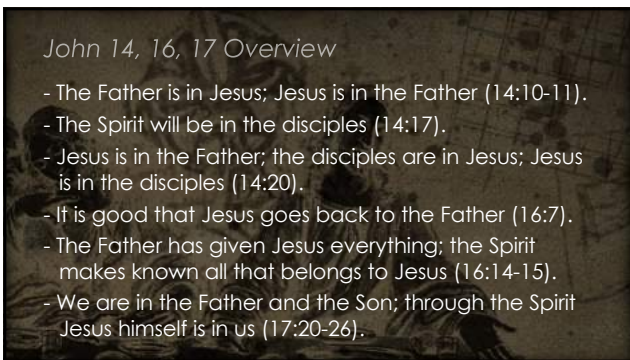 John 14, 16, 17 Overview
- The Father is in Jesus; Jesus is in the Father (14:10-11).
- The Spirit will be in the disciples (14:17).
- Jesus is in the Father; the disciples are in Jesus; Jesus
is in the disciples (14:20).
- It is good that Jesus goes back to the Father (16:7).
- The Father has given Jesus everything; the Spirit
makes known all that belongs to Jesus (16:14-15).
- We are in the Father and the Son; through the Spirit
Jesus himself is in us (17:20-26).